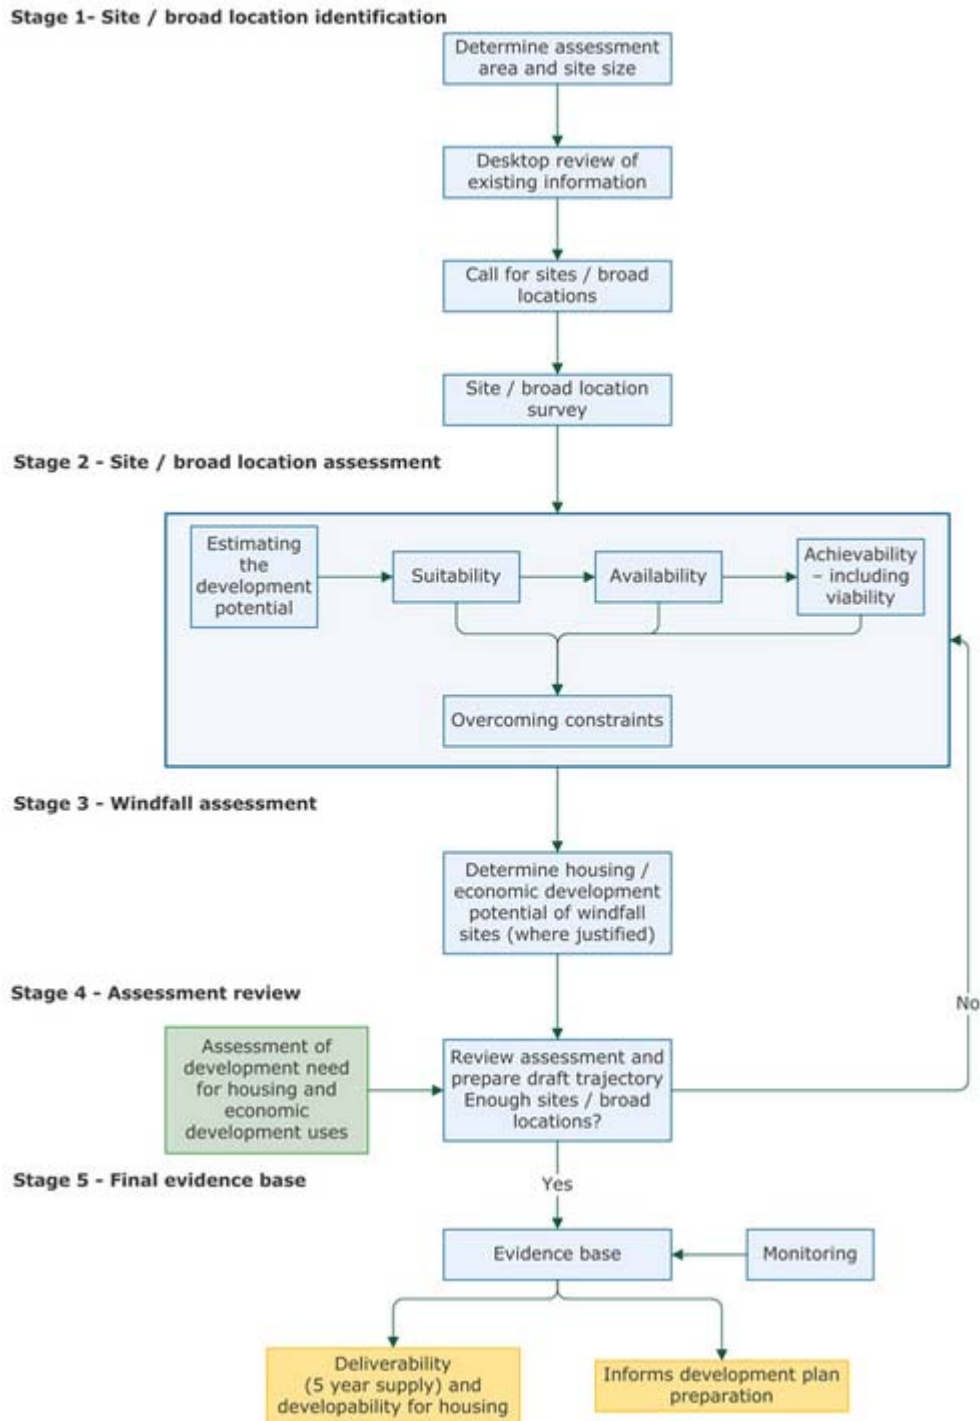 Stage 1- Site / broad location identification
Determine assessment
area and site size
Desktop review of
existing information
Call for sites / broad
locations
Site / broad location
survey
Stage 2 - Site / broad location assessment
Estimating
the
development
potential
Suitability
Availability
Achievability
– including
viability
Overcoming constraints
Stage 3 - Windfall assessment
Determine housing /
economic development
potential of windfall
sites (where justified)
Stage 4 - Assessment review
Assessment of
development need
for housing and
economic
development uses
Review assessment and
prepare draft trajectory
Enough sites / broad
locations?
No
Stage 5 - Final evidence base
Yes
Evidence base
Monitoring
Deliverability
(5 year supply) and
developability for housing
Informs development plan
preparation